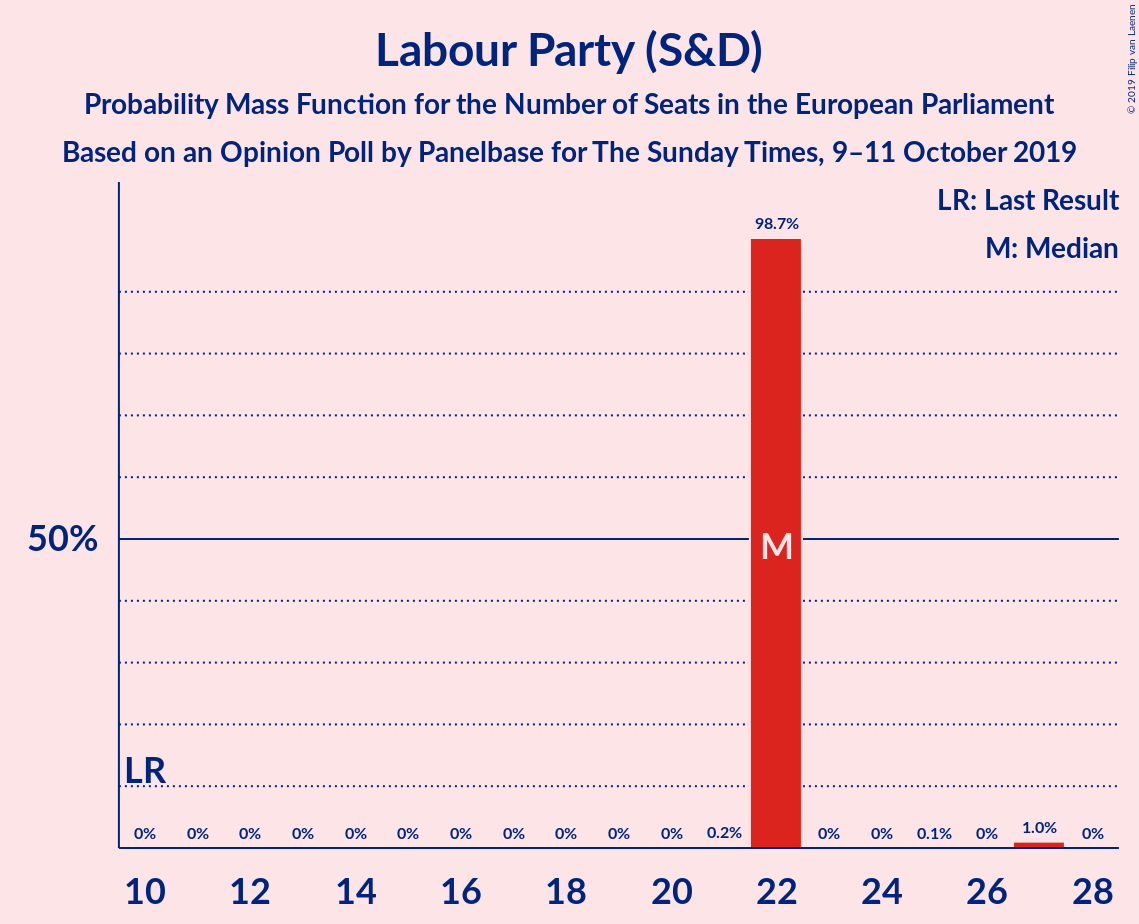 Labour Party (S&D)
Probability Mass Function for the Number of Seats in the European Parliament
Based on an Opinion Poll by Panelbase for The Sunday Times, 9–11 October 2019
© 2019 Filip van Laenen
LR: Last Result
M: Median
98.7%
50%
M
LR
0% 0% 0% 0% 0% 0% 0% 0% 0% 0% 0% 0.2% 0% 0% 0.1% 0% 1.0% 0%
10 12 14 16 18 20 22 24 26 28